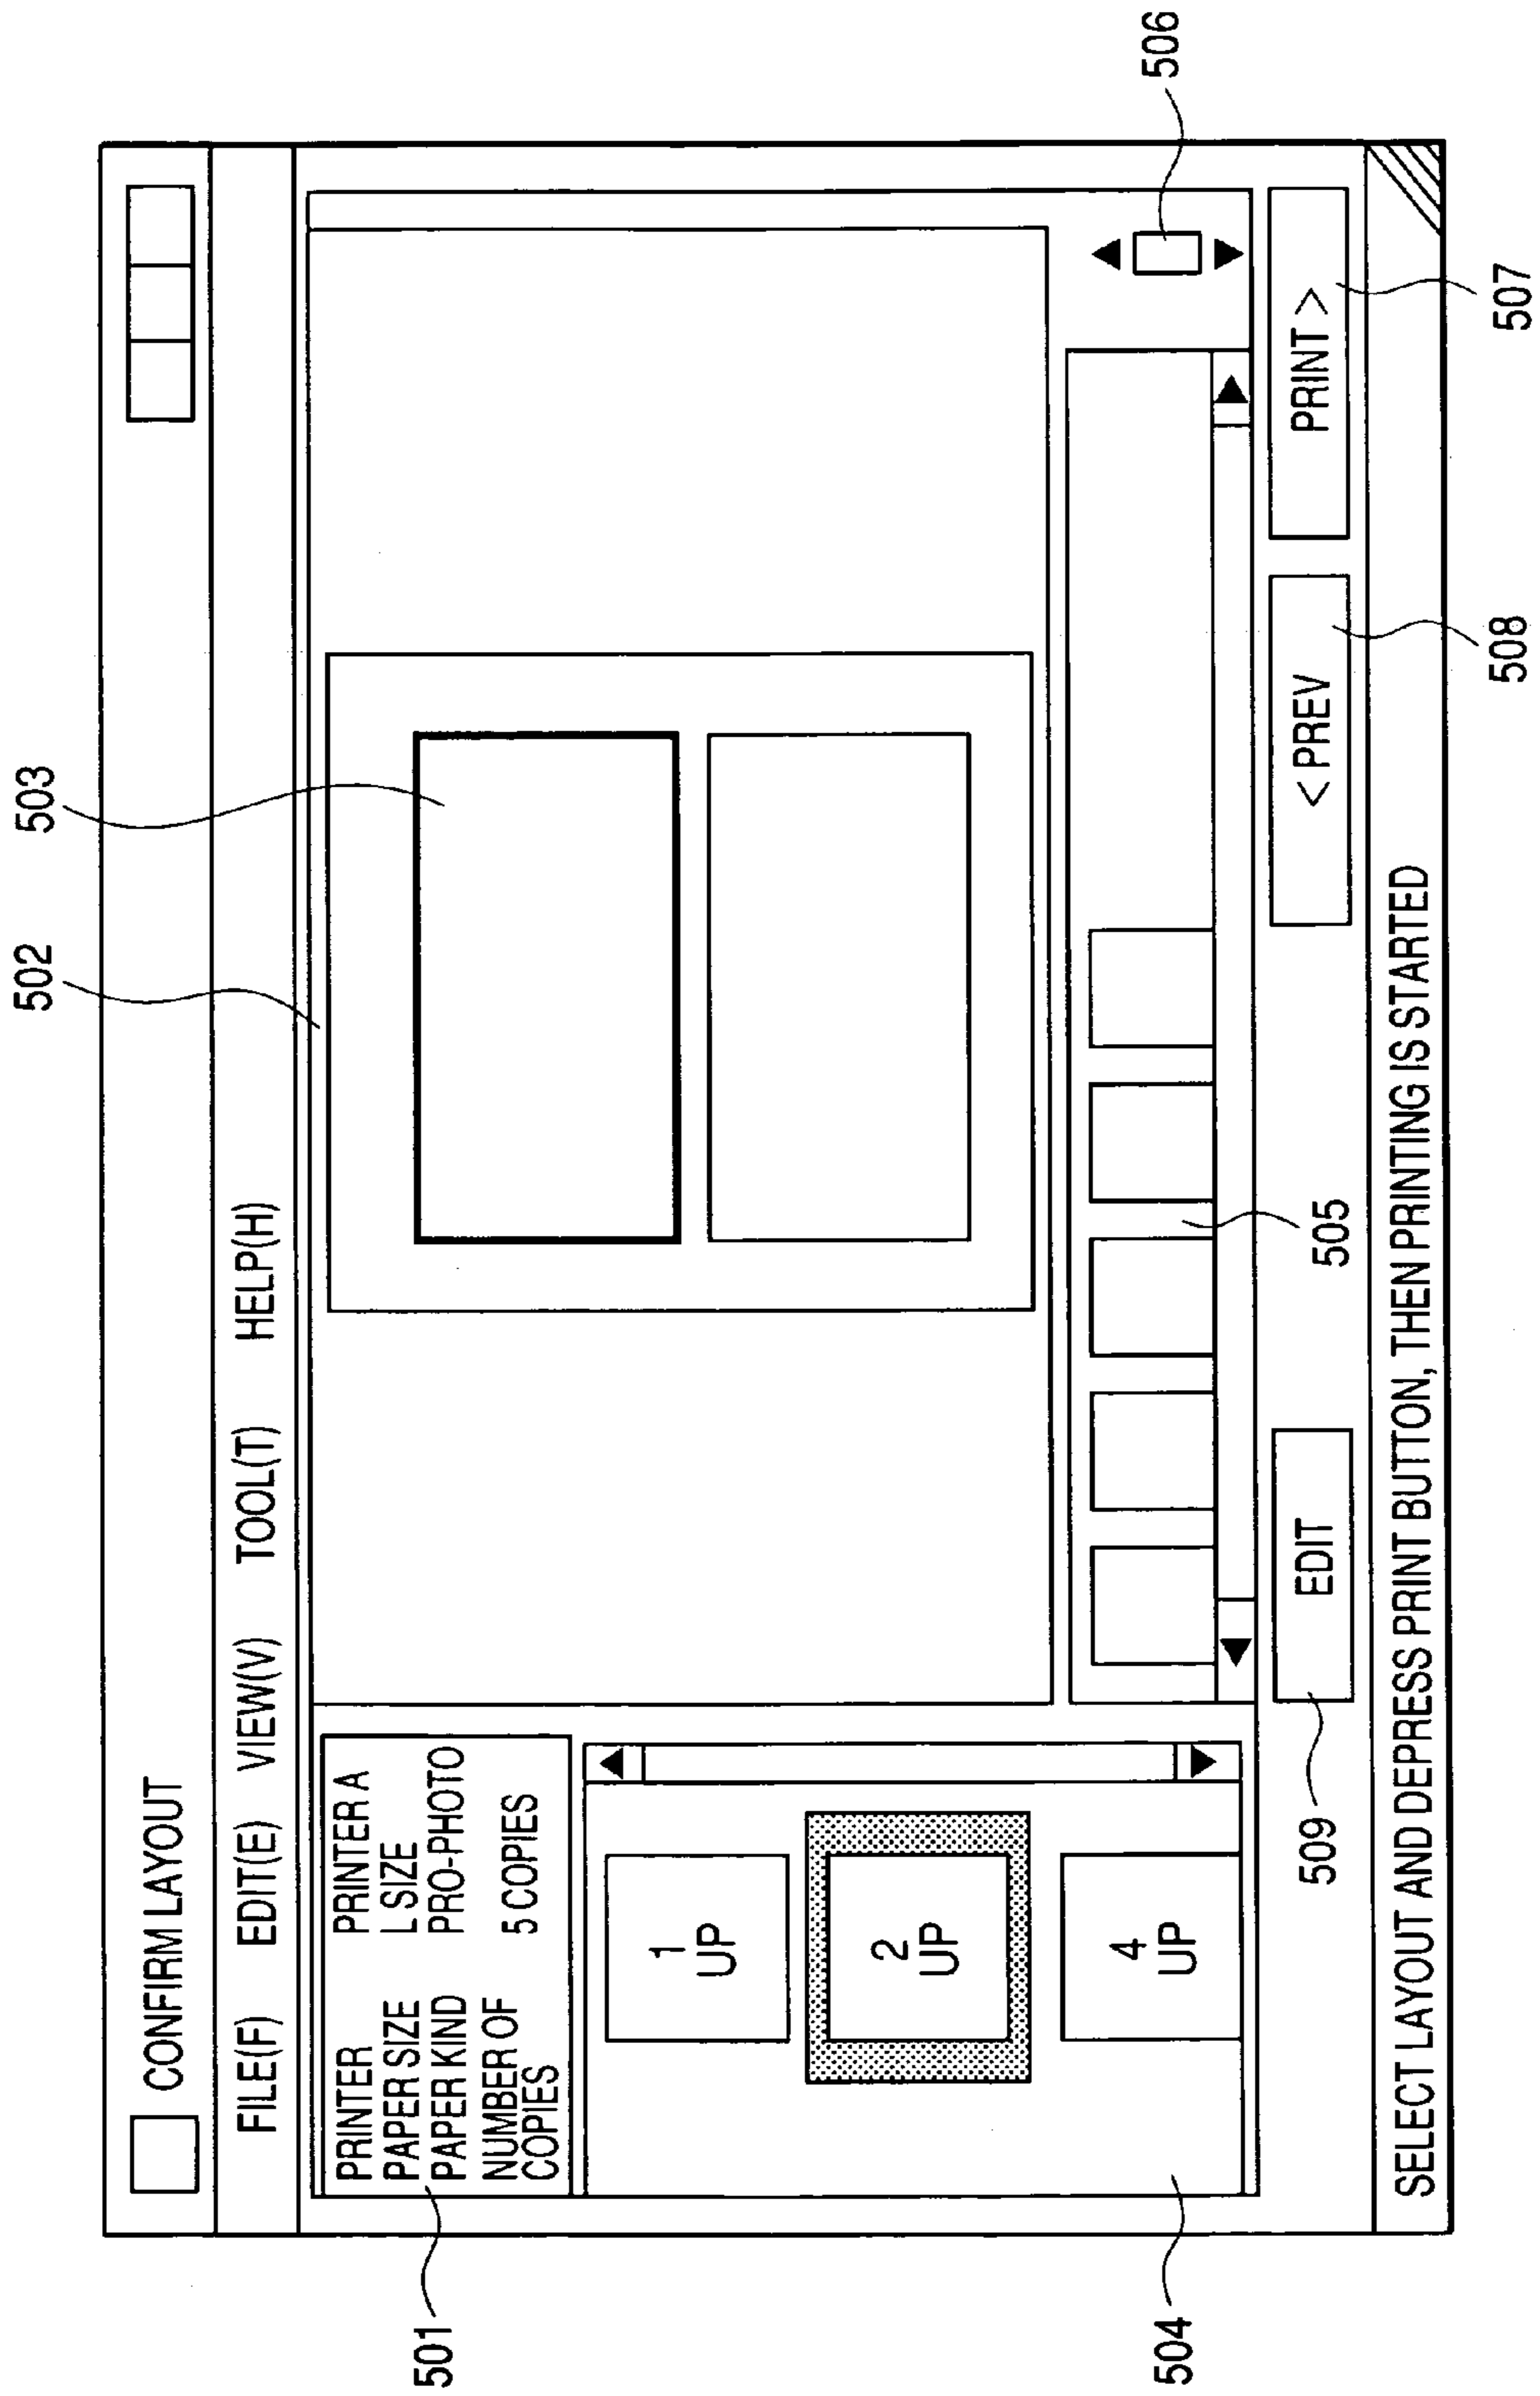 503
502
CONFIRM LAYOUT
FILE(F) EDIT(E) VIEW(V) TOOL(T) HELP(H)
501
PRINTER PRINTER A
PAPER SIZE L SIZE
PAPER KIND PRO-PHOTO
NUMBER OF
COPIES 5 COPIES
1
UP
2
UP
4
UP
504
506
505
509
EDIT
< PREV
PRINT >
508
507
SELECT LAYOUT AND DEPRESS PRINT BUTTON, THEN PRINTING IS STARTED